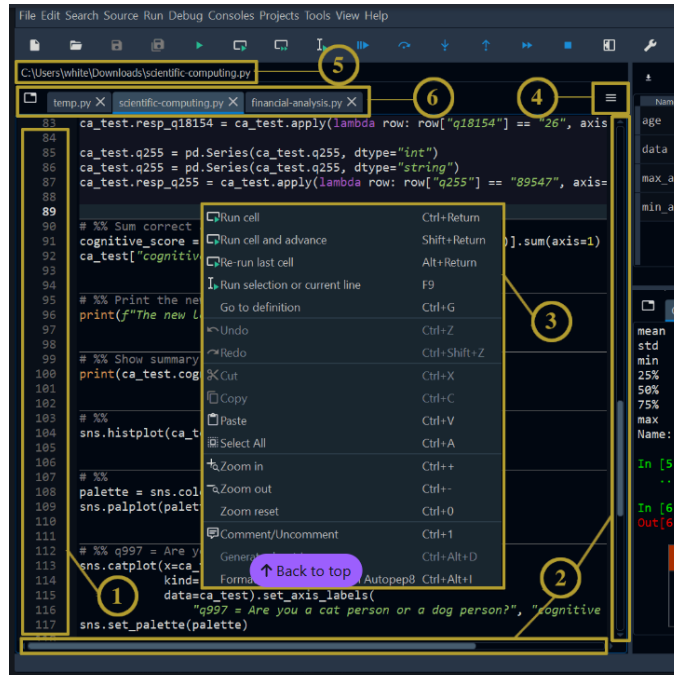 File Edit Search Source Run Debug Consoles Projects Tools View Help
C:\Users\white\Downloads\scientific-computing.py
5
temp.py X scientific-computing.py X financial-analysis.py X
6
4
Nam
age
data
max_a
min_a
83 ca_test.resp_q18154 = ca_test.apply(lambda row: row["q18154"] == "26", axis
84
85 ca_test.q255 = pd.Series(ca_test.q255, dtype="int")
86 ca_test.q255 = pd.Series(ca_test.q255, dtype="string")
87 ca_test.resp_q255 = ca_test.apply(lambda row: row["q255"] == "89547", axis=
88
89
90 # %% Sum correct
91 cognitive_score = )].sum(axis=1)
92 ca_test["cognitiv
93
94
95 # %% Print the ne
96 print(f"The new l
97
98
99 # %% Show summary
100 print(ca_test.cog
101
102
103 # %%
104 sns.histplot(ca_t
105
106
107 # %%
108 palette = sns.col
109 sns.palplot(palet
110
111
112 # %% q997 = Are y
113 sns.catplot(x=ca_
114 kind=
115 data=ca_test).set_axis_labels(
116 "q997 = Are you a cat person or a dog person?", "cognitive
117 sns.set_palette(palette)
Run cell Ctrl+Return
Run cell and advance Shift+Return
Re-run last cell Alt+Return
Run selection or current line F9
Go to definition Ctrl+G
Undo Ctrl+Z
Redo Ctrl+Shift+Z
Cut Ctrl+X
Copy Ctrl+C
Paste Ctrl+V
Select All Ctrl+A
Zoom in Ctrl++
Zoom out Ctrl+-
Zoom reset Ctrl+0
Comment/Uncomment Ctrl+1
Generate Ctrl+Alt+D
Back to top
Forma Autopep8 Ctrl+Alt+I
3
1
2
mean
std
min
25%
50%
75%
max
Name:
In [5
..
In [6
Out[6